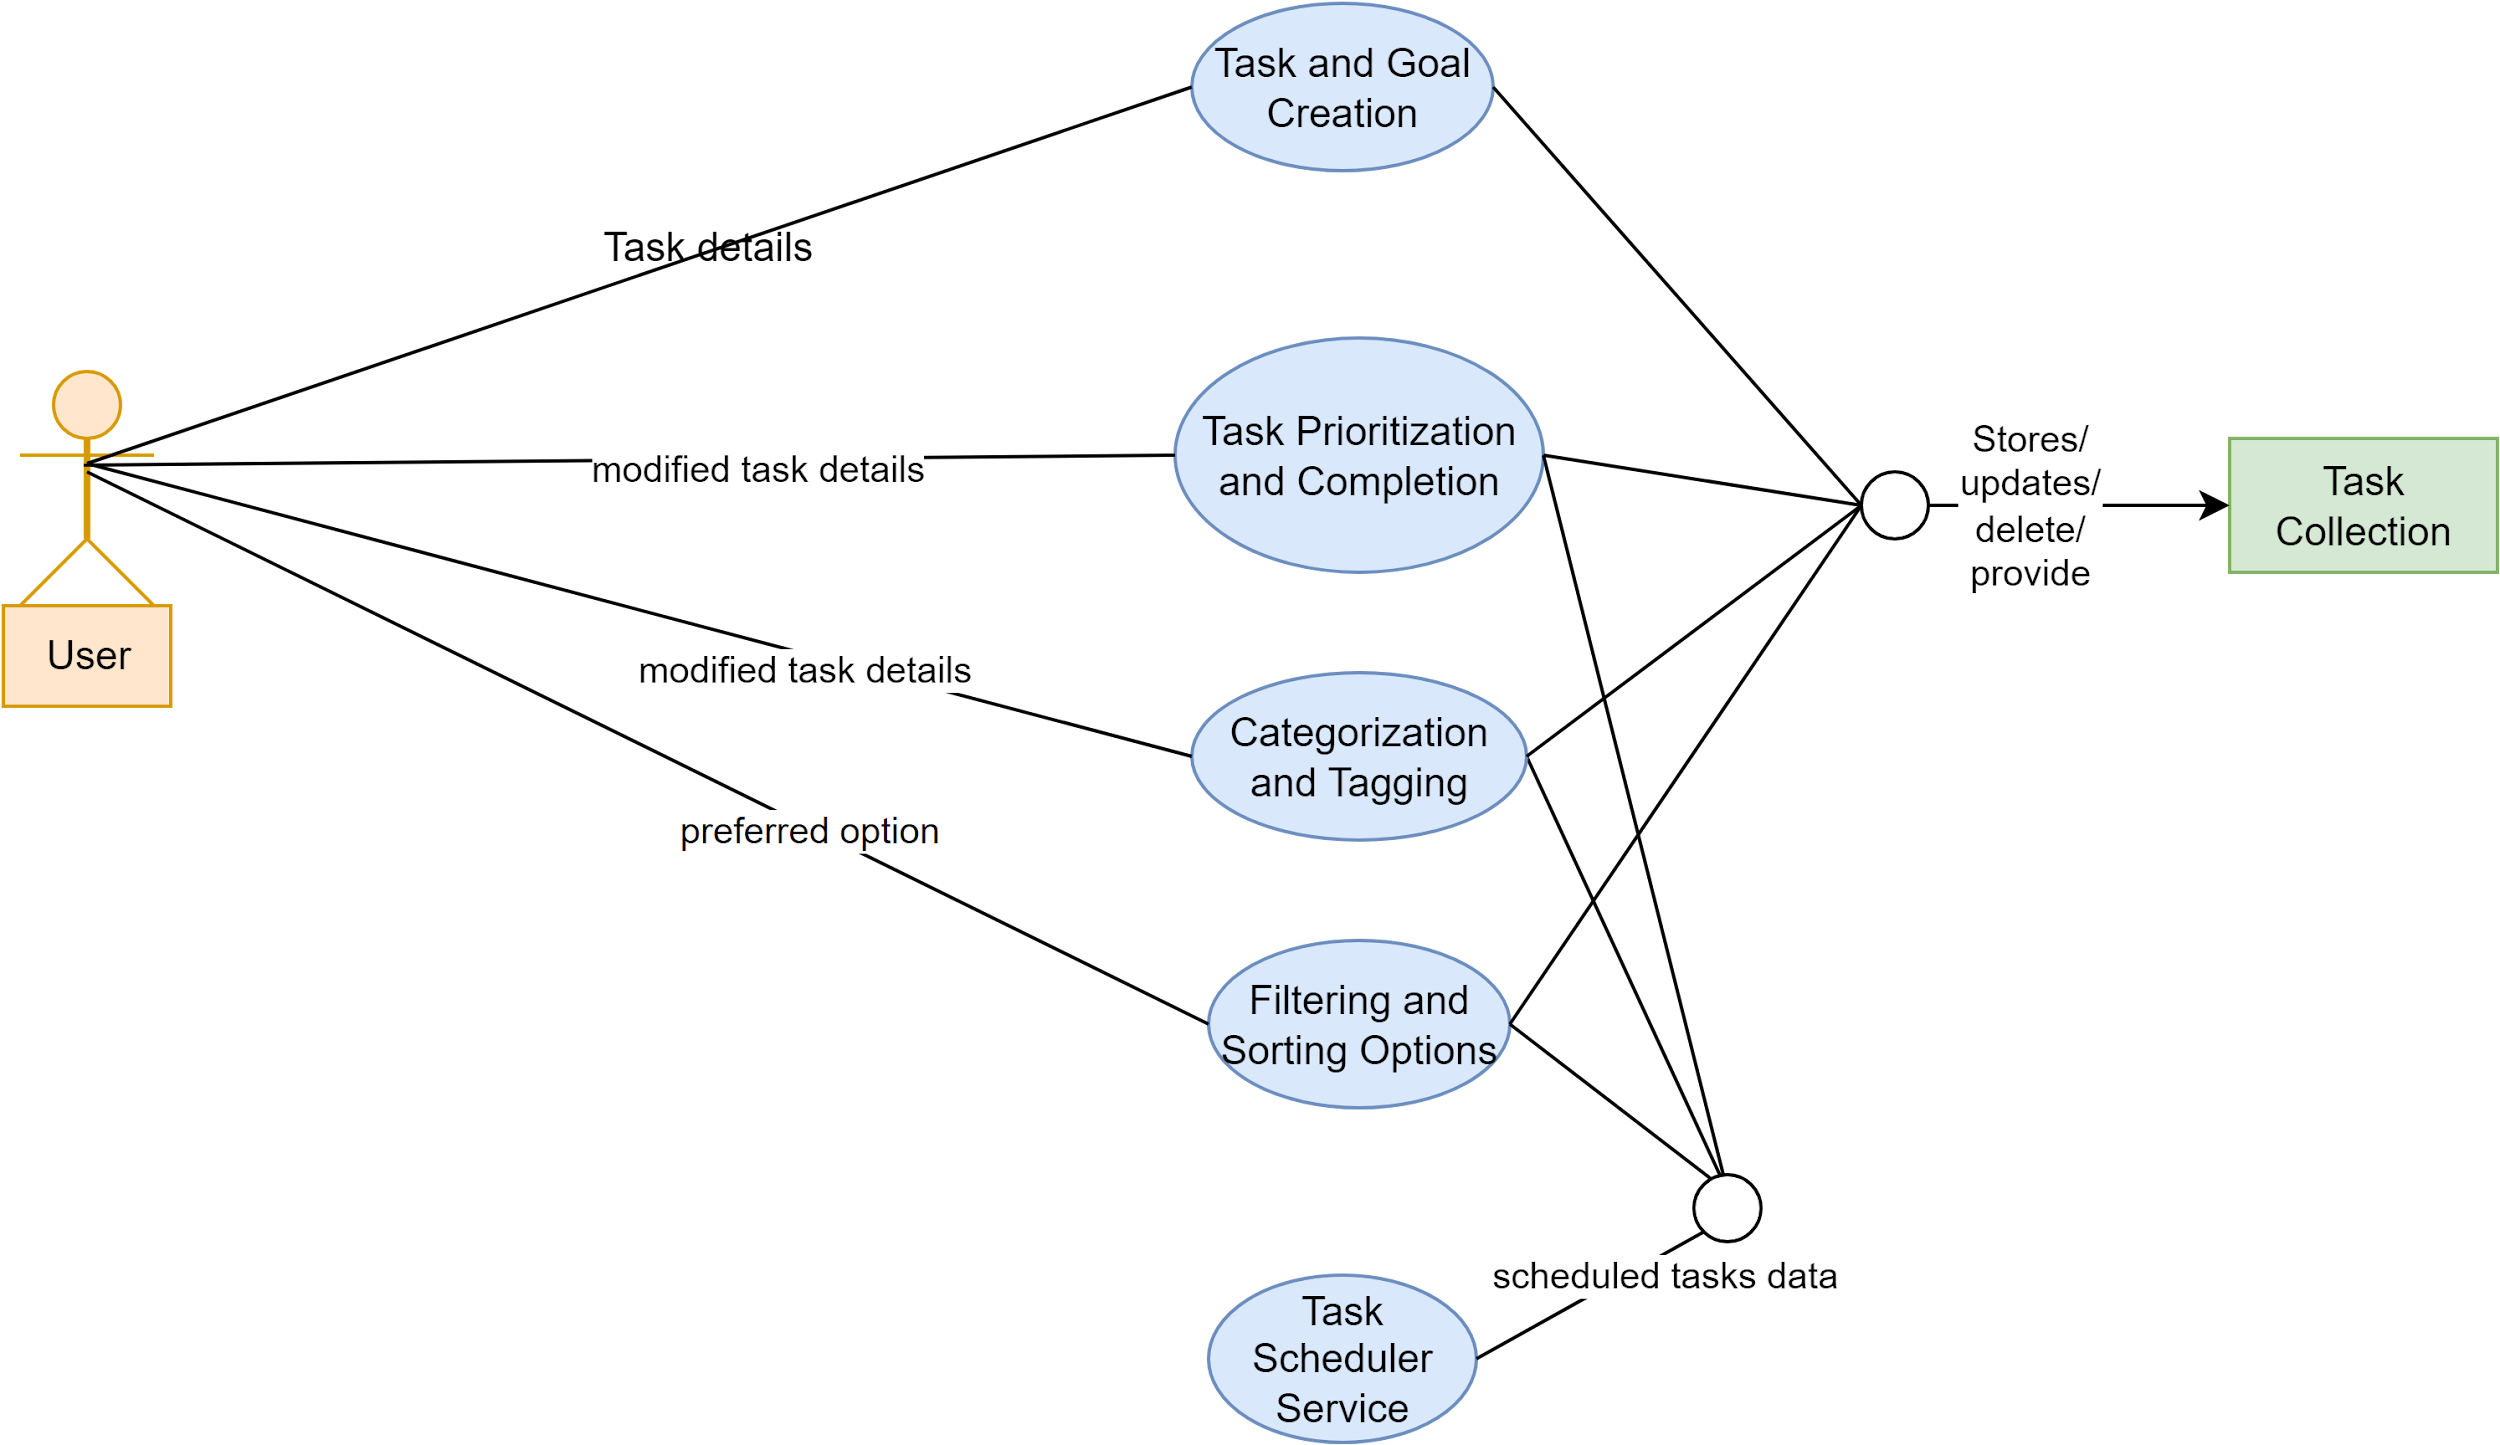 Task and Goal
Creation
Task details
Task Prioritization
and Completion
modified task details
Stores/
updates/
delete/
provide
Task
Collection
User
modified task details
Categorization
and Tagging
preferred option
Filtering and
Sorting Options
scheduled tasks data
Task
Scheduler
Service